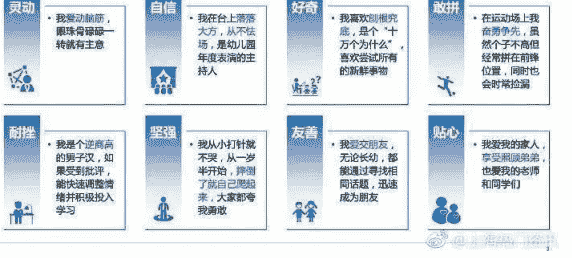 灵动
我爱动脑筋,
眼珠骨碌碌一
转就有主意
自信
我在台上落落
大方,从不怯
场,是幼儿园
年度表演的主
持人
好奇
我喜欢刨根究
底,是个“十
万个为什么”,
喜欢尝试所有
的新鲜事物
敢拼
在运动场上我
奋勇争先,虽
然个子不高但
经常拼在前锋
位置,同时也
会时常捡漏
耐挫
我是个逆商高
的男子汉,如
果受到批评,
能快速调整情
绪并积极投入
学习
坚强
我从小打针就
不哭,从一岁
半开始,摔倒
了就自己爬起
来,大家都夸
我勇敢
友善
我爱交朋友,
无论长幼,都
能通过寻找相
同话题,迅速
成为朋友
贴心
我爱我的家人,
享受照顾弟弟,
也爱我的老师
和同学们